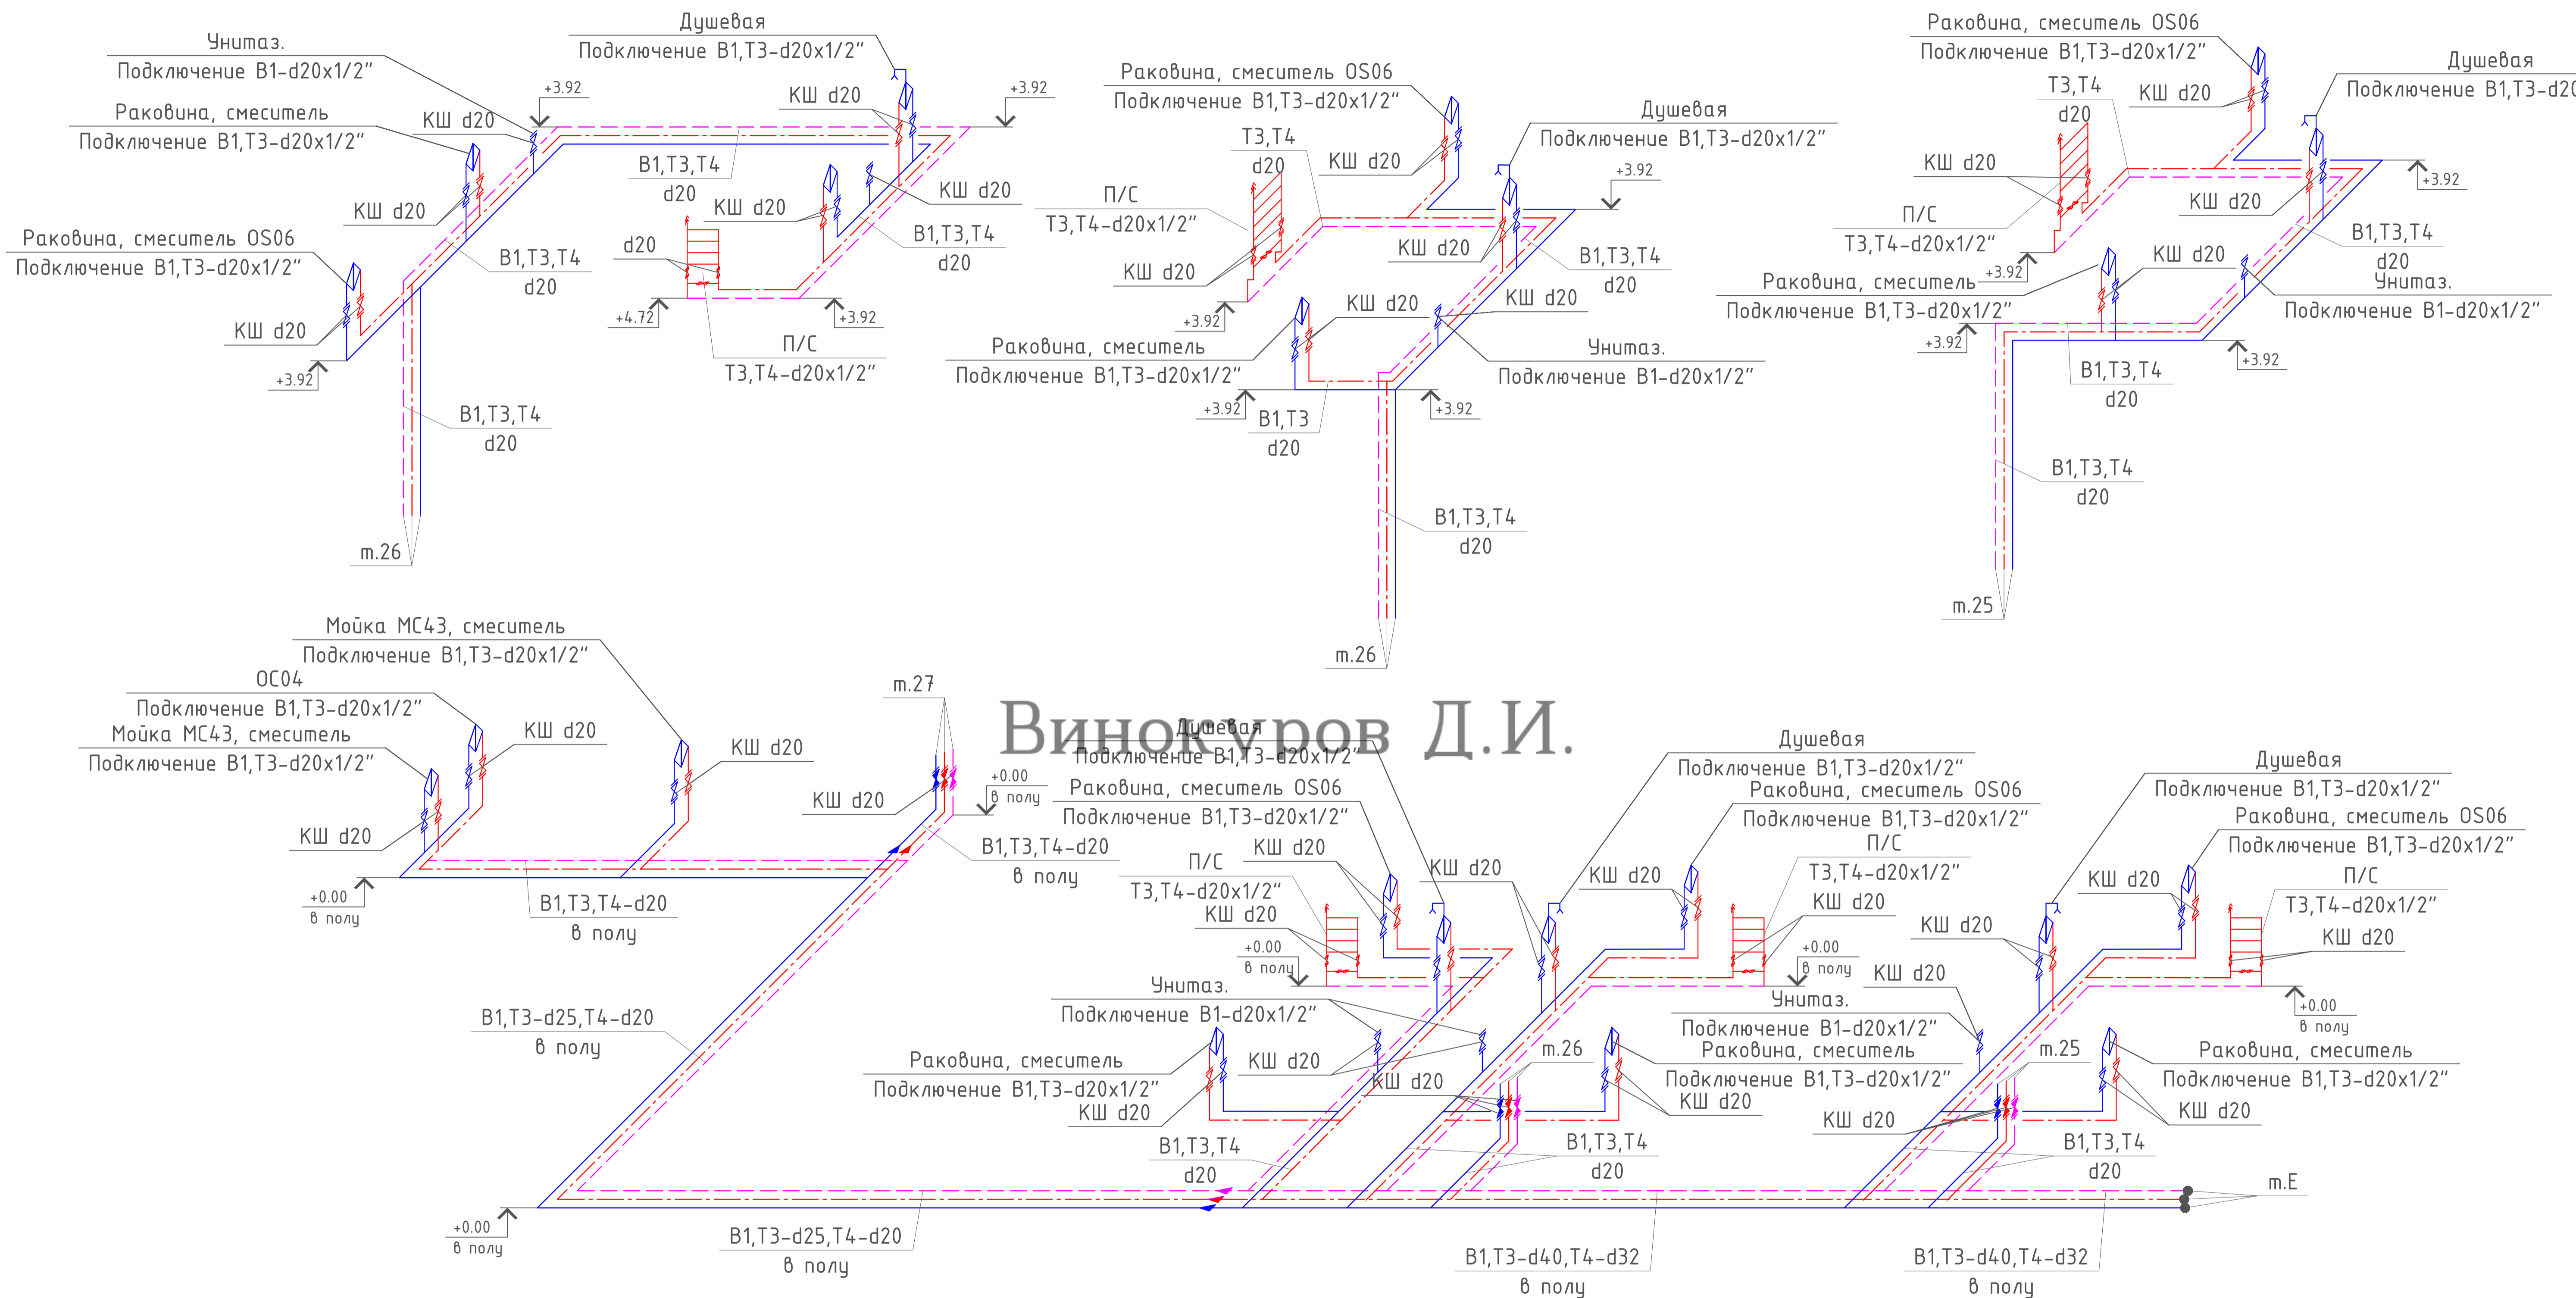 Унитаз.
Подключение В1-d20x1/2"
Раковина, смеситель
Подключение В1,Т3-d20x1/2"
Раковина, смеситель OS06
Подключение В1,Т3-d20x1/2"
КШ d20
КШ d20
КШ d20
+3.92
+3.92
Душевая
Подключение В1,Т3-d20x1/2"
КШ d20
+3.92
В1,Т3,Т4
d20
КШ d20
КШ d20
d20
В1,Т3,Т4
d20
В1,Т3,Т4
d20
+4.72
+3.92
П/С
Т3,Т4-d20x1/2"
В1,Т3,Т4
d20
т.26
Раковина, смеситель OS06
Подключение В1,Т3-d20x1/2"
Т3,Т4
d20
КШ d20
Душевая
Подключение В1,Т3-d20x1/2"
+3.92
П/С
Т3,Т4-d20x1/2"
КШ d20
КШ d20
В1,Т3,Т4
d20
+3.92
КШ d20
КШ d20
Раковина, смеситель
Подключение В1,Т3-d20x1/2"
Унитаз.
Подключение В1-d20x1/2"
+3.92
В1,Т3
d20
+3.92
В1,Т3,Т4
d20
т.26
Раковина, смеситель OS06
Подключение В1,Т3-d20x1/2"
Душевая
Подключение В1,Т3-d20
Т3,Т4
d20
КШ d20
КШ d20
+3.92
КШ d20
П/С
Т3,Т4-d20x1/2"
В1,Т3,Т4
d20
КШ d20
+3.92
Раковина, смеситель
Подключение В1,Т3-d20x1/2"
Унитаз.
Подключение В1-d20x1/2"
+3.92
+3.92
В1,Т3,Т4
d20
В1,Т3,Т4
d20
т.25
Мойка МС43, смеситель
Подключение В1,Т3-d20x1/2"
ОС04
Подключение В1,Т3-d20x1/2"
Мойка МС43, смеситель
Подключение В1,Т3-d20x1/2"
КШ d20
КШ d20
КШ d20
т.27
КШ d20
+0.00
в полу
В1,Т3,Т4-d20
в полу
+0.00
в полу
В1,Т3,Т4-d20
в полу
В1,Т3-d25,Т4-d20
в полу
+0.00
в полу
В1,Т3-d25,Т4-d20
в полу
Винокуров Д.И.
Душевая
Подключение В1,Т3-d20x1/2"
Раковина, смеситель OS06
Подключение В1,Т3-d20x1/2"
КШ d20
П/С
Т3,Т4-d20x1/2"
КШ d20
+0.00
в полу
КШ d20
Унитаз.
Подключение В1-d20x1/2"
КШ d20
Раковина, смеситель
Подключение В1,Т3-d20x1/2"
КШ d20
В1,Т3,Т4
d20
Душевая
Подключение В1,Т3-d20x1/2"
Раковина, смеситель OS06
Подключение В1,Т3-d20x1/2"
П/С
Т3,Т4-d20x1/2"
КШ d20
КШ d20
+0.00
в полу
т.26
КШ d20
Раковина, смеситель
Подключение В1,Т3-d20x1/2"
КШ d20
В1,Т3,Т4
d20
Душевая
Подключение В1,Т3-d20x1/2"
Раковина, смеситель OS06
Подключение В1,Т3-d20x1/2"
П/С
Т3,Т4-d20x1/2"
КШ d20
КШ d20
КШ d20
КШ d20
Унитаз.
Подключение В1-d20x1/2"
+0.00
в полу
т.25
Раковина, смеситель
Подключение В1,Т3-d20x1/2"
КШ d20
КШ d20
В1,Т3,Т4
d20
т.Е
В1,Т3-d40,Т4-d32
в полу
В1,Т3-d40,Т4-d32
в полу